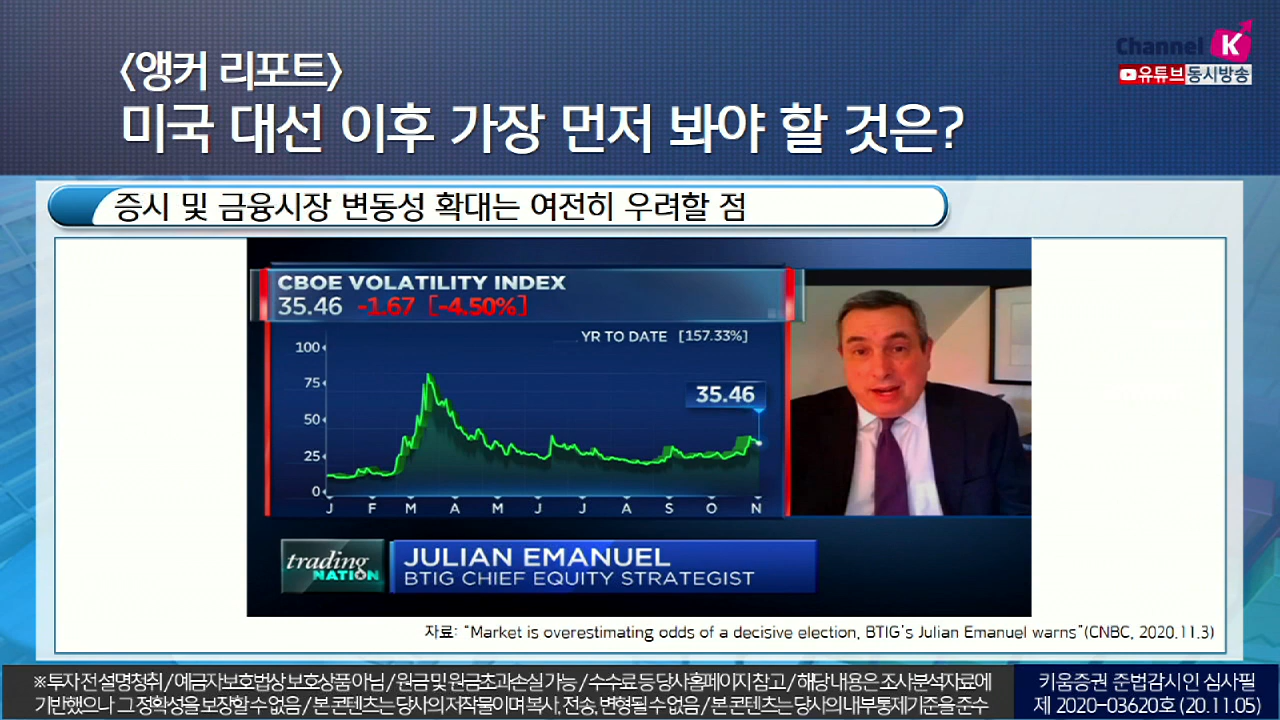 〈앵커 리포트〉
미국 대선 이후 가장 먼저 봐야 할 것은?
Channel K
유튜브동시방송
증시 및 금융시장 변동성 확대는 여전히 우려할 점
CBOE VOLATILITY INDEX
35.46 -1.67 [-4.50%]
YR TO DATE [157.33%]
100
75
50
25
0
35.46
J F M A M J J A S O N
trading NATION
JULIAN EMANUEL
BTIG CHIEF EQUITY STRATEGIST
자료: “Market is overestimating odds of a decisive election, BTIG's Julian Emanuel warns”(CNBC, 2020.11.3)
※투자 전 설명청취 / 예금자보호법상 보호상품 아님 / 원금 및 원금초과손실 가능 / 수수료 등 당사홈페이지 참고 / 해당 내용은 조사분석자료에
기반했으나 그 정확성을 보장할 수 없음 / 본 콘텐츠는 당사의 저작물이며 복사, 전송, 변형될 수 없음 / 본 콘텐츠는 당사의 내부통제기준을 준수
키움증권 준법감시인 심사필
제 2020-03620호 (20.11.05)